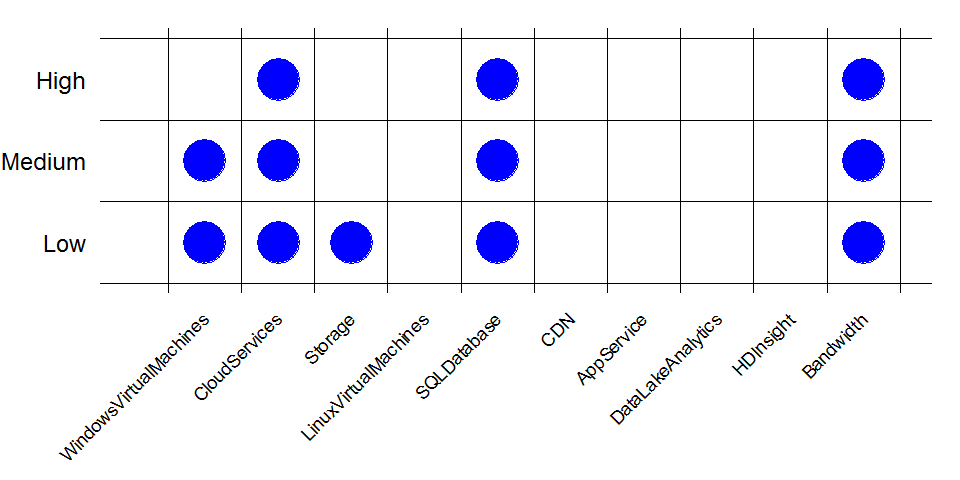 High
Medium
Low
WindowsVirtualMachines
CloudServices
Storage
LinuxVirtualMachines
SQLDatabase
CDN
AppService
DataLakeAnalytics
HDInsight
Bandwidth